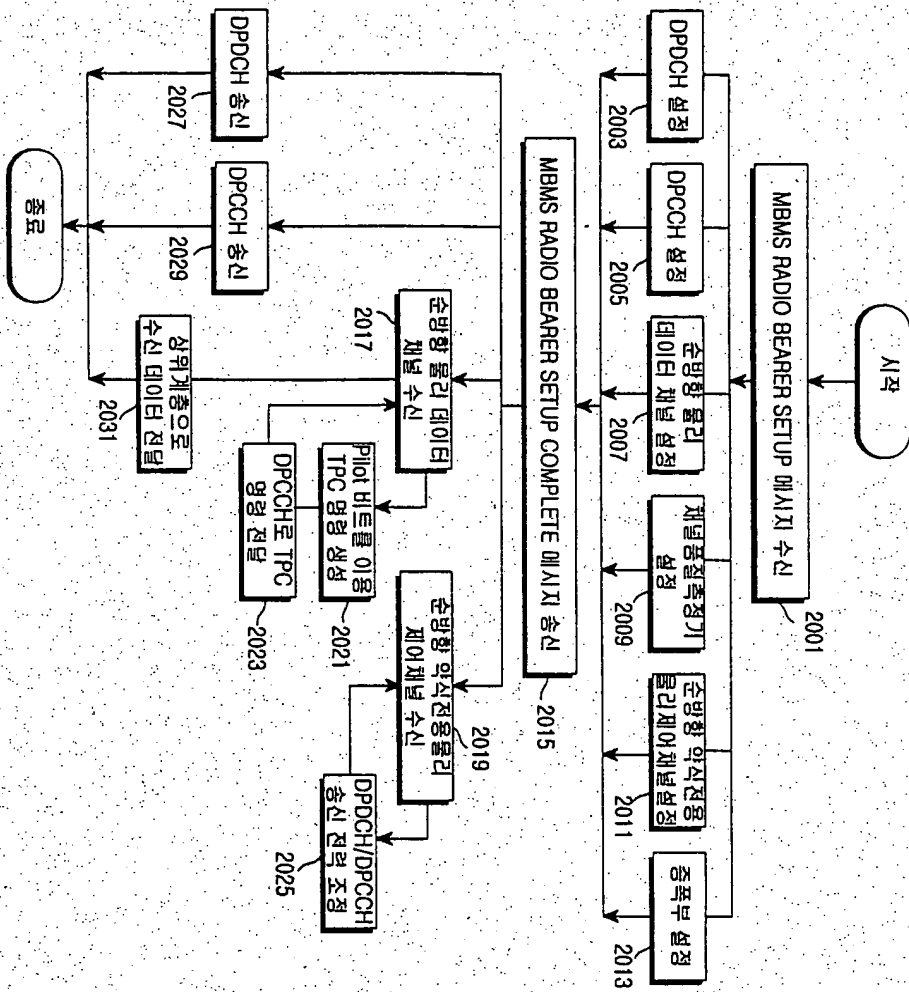 시작
MBMS RADIO BEARER SETUP 메시지 수신
2001
DPDCH 설정
2003
DPCCH 설정
2005
순방향 물리
데이터 채널 설정
2007
채널품질측정기
설정
2009
순방향 약식전용
물리제어채널설정
2011
증폭부 설정
2013
MBMS RADIO BEARER SETUP COMPLETE 메시지 송신
2015
순방향 물리 데이터
채널 수신
2017
순방향 약식전용물리
제어채널 수신
2019
Pilot 비트를 이용
TPC 명령 생성
2021
DPCCH로 TPC
명령 전달
2023
DPDCH/DPCCH
송신 전력 조정
2025
DPDCH 송신
2027
DPCCH 송신
2029
상위계층으로
수신 데이터 전달
2031
종료